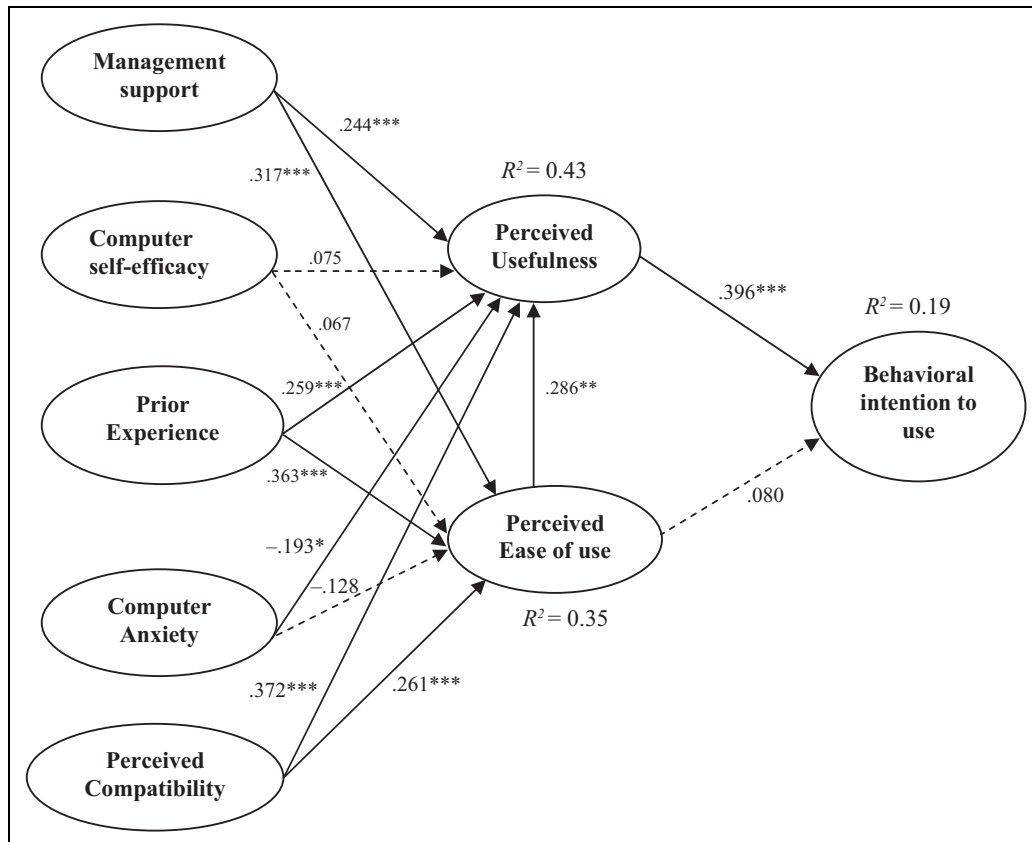 Management
support
.244***
R² = 0.43
.317***
Computer
self-efficacy
.075
Perceived
Usefulness
.396***
R² = 0.19
.067
Prior
Experience
.259***
.286**
Behavioral
intention to
use
.363***
.080
Perceived
Ease of use
–.193*
–.128
R² = 0.35
Computer
Anxiety
.372***
.261***
Perceived
Compatibility